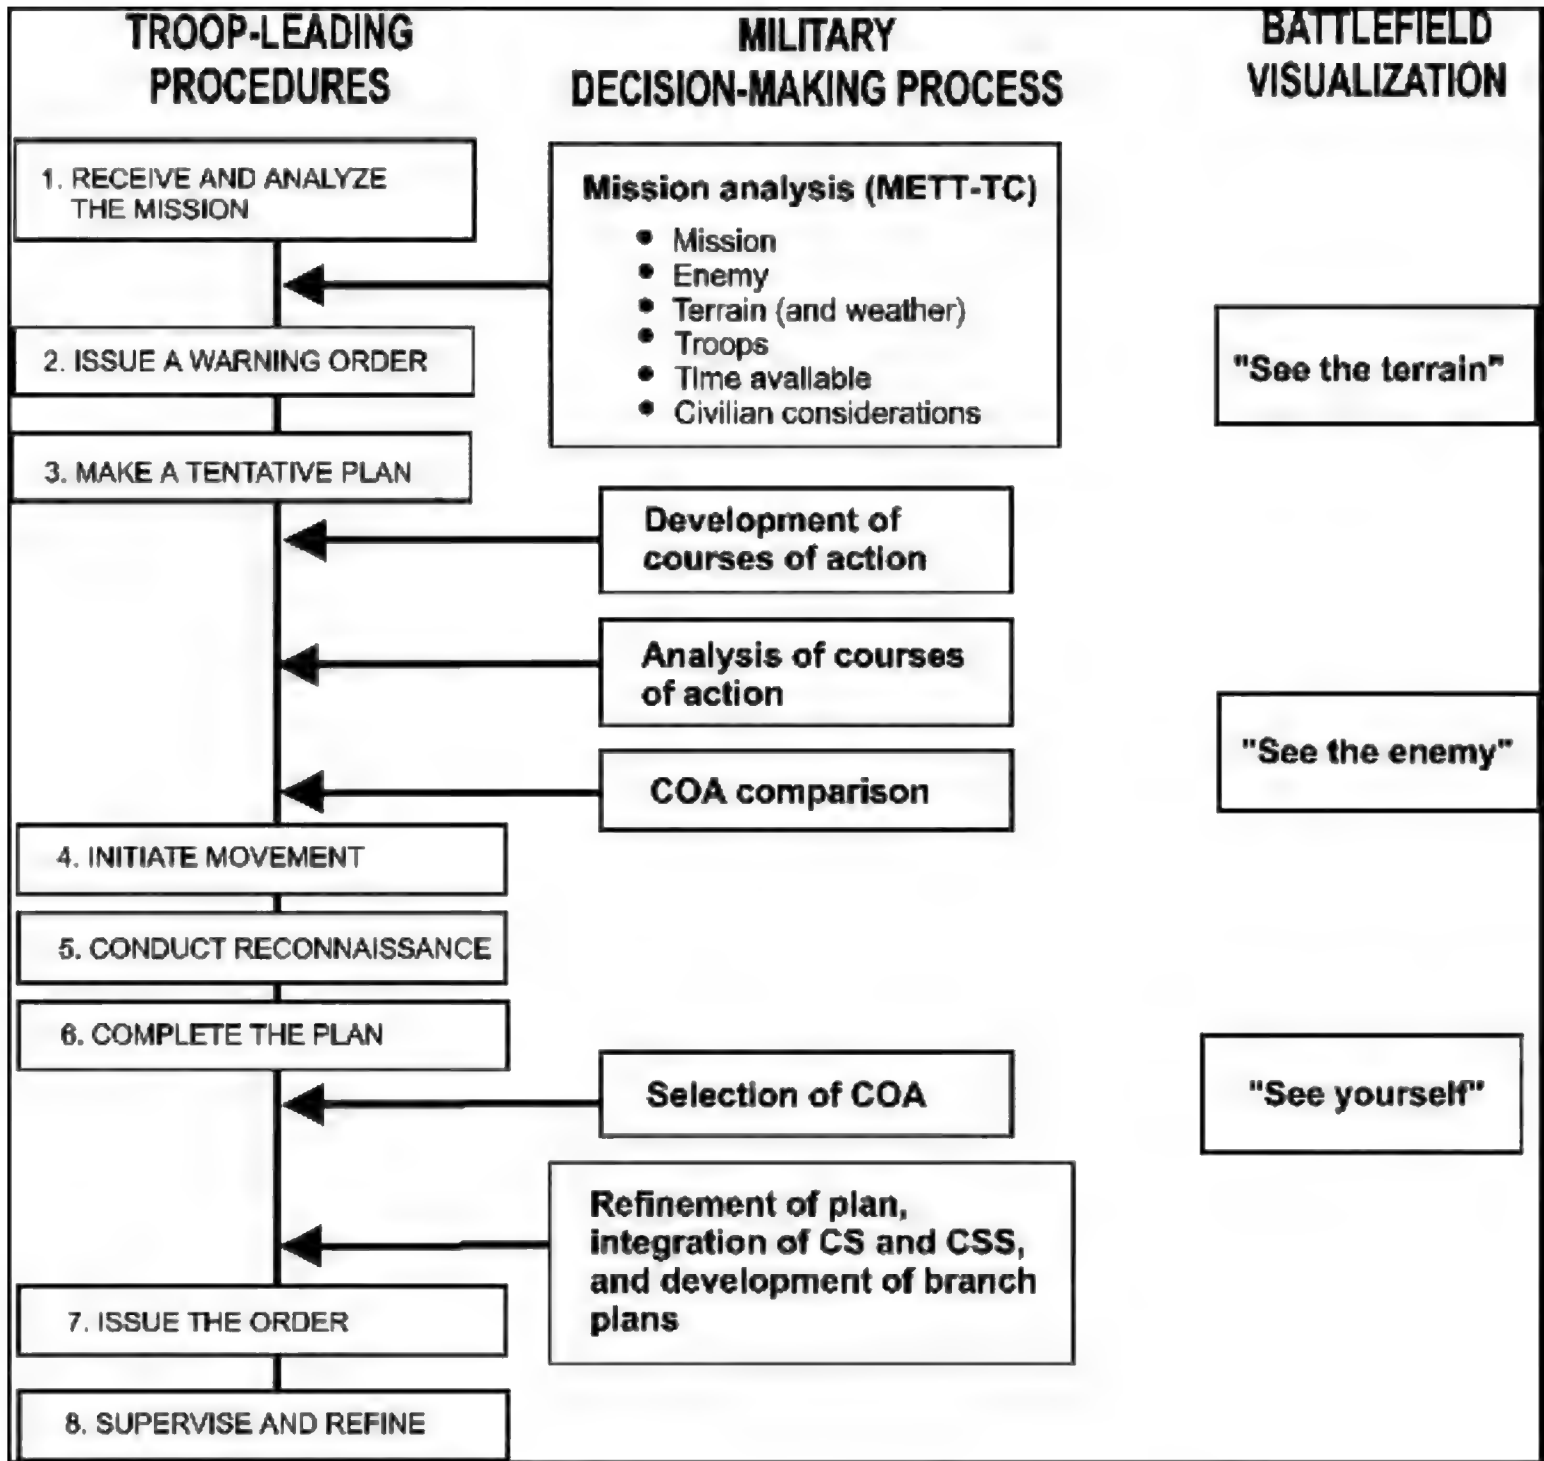 TROOP-LEADING
PROCEDURES
1. RECEIVE AND ANALYZE
THE MISSION
2. ISSUE A WARNING ORDER
3. MAKE A TENTATIVE PLAN
4. INITIATE MOVEMENT
5. CONDUCT RECONNAISSANCE
6. COMPLETE THE PLAN
7. ISSUE THE ORDER
8. SUPERVISE AND REFINE
MILITARY
DECISION-MAKING PROCESS
Mission analysis (METT-TC)
• Mission
• Enemy
• Terrain (and weather)
• Troops
• Time available
• Civilian considerations
Development of
courses of action
Analysis of courses
of action
COA comparison
Selection of COA
Refinement of plan,
integration of CS and CSS,
and development of branch
plans
BATTLEFIELD
VISUALIZATION
"See the terrain"
"See the enemy"
"See yourself"